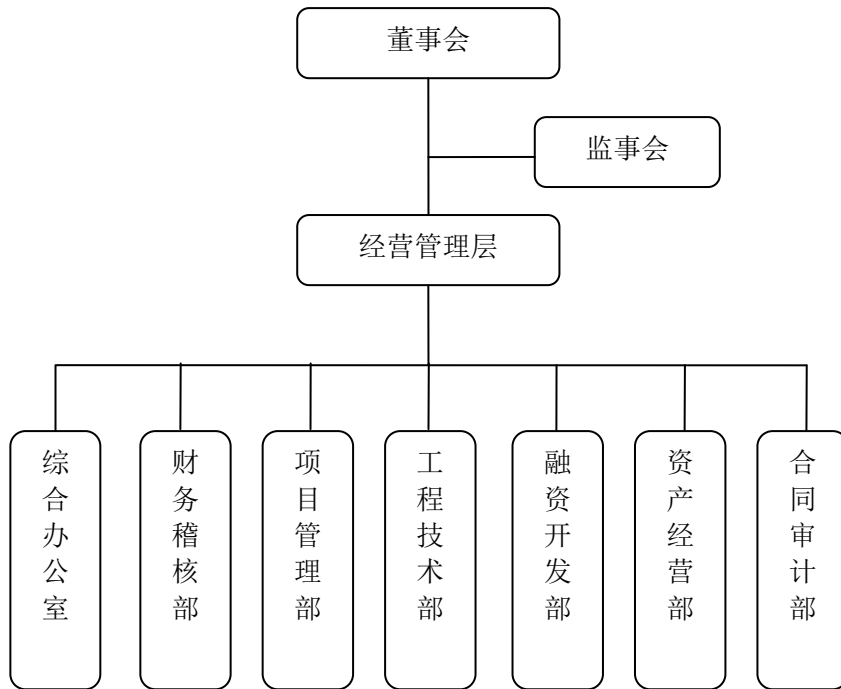 董事会
监事会
经营管理层
综合办公室
财务稽核部
项目管理部
工程技术部
融资开发部
资产经营部
合同审计部